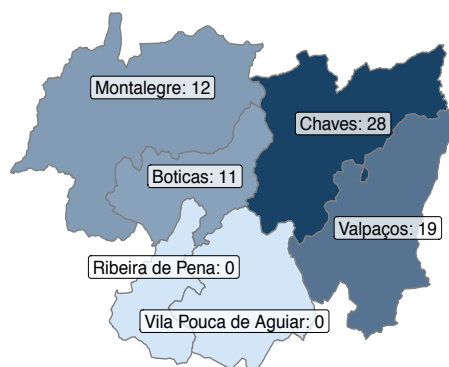 Montalegre: 12
Chaves: 28
Boticas: 11
Valpaços: 19
Ribeira de Pena: 0
Vila Pouca de Aguiar: 0